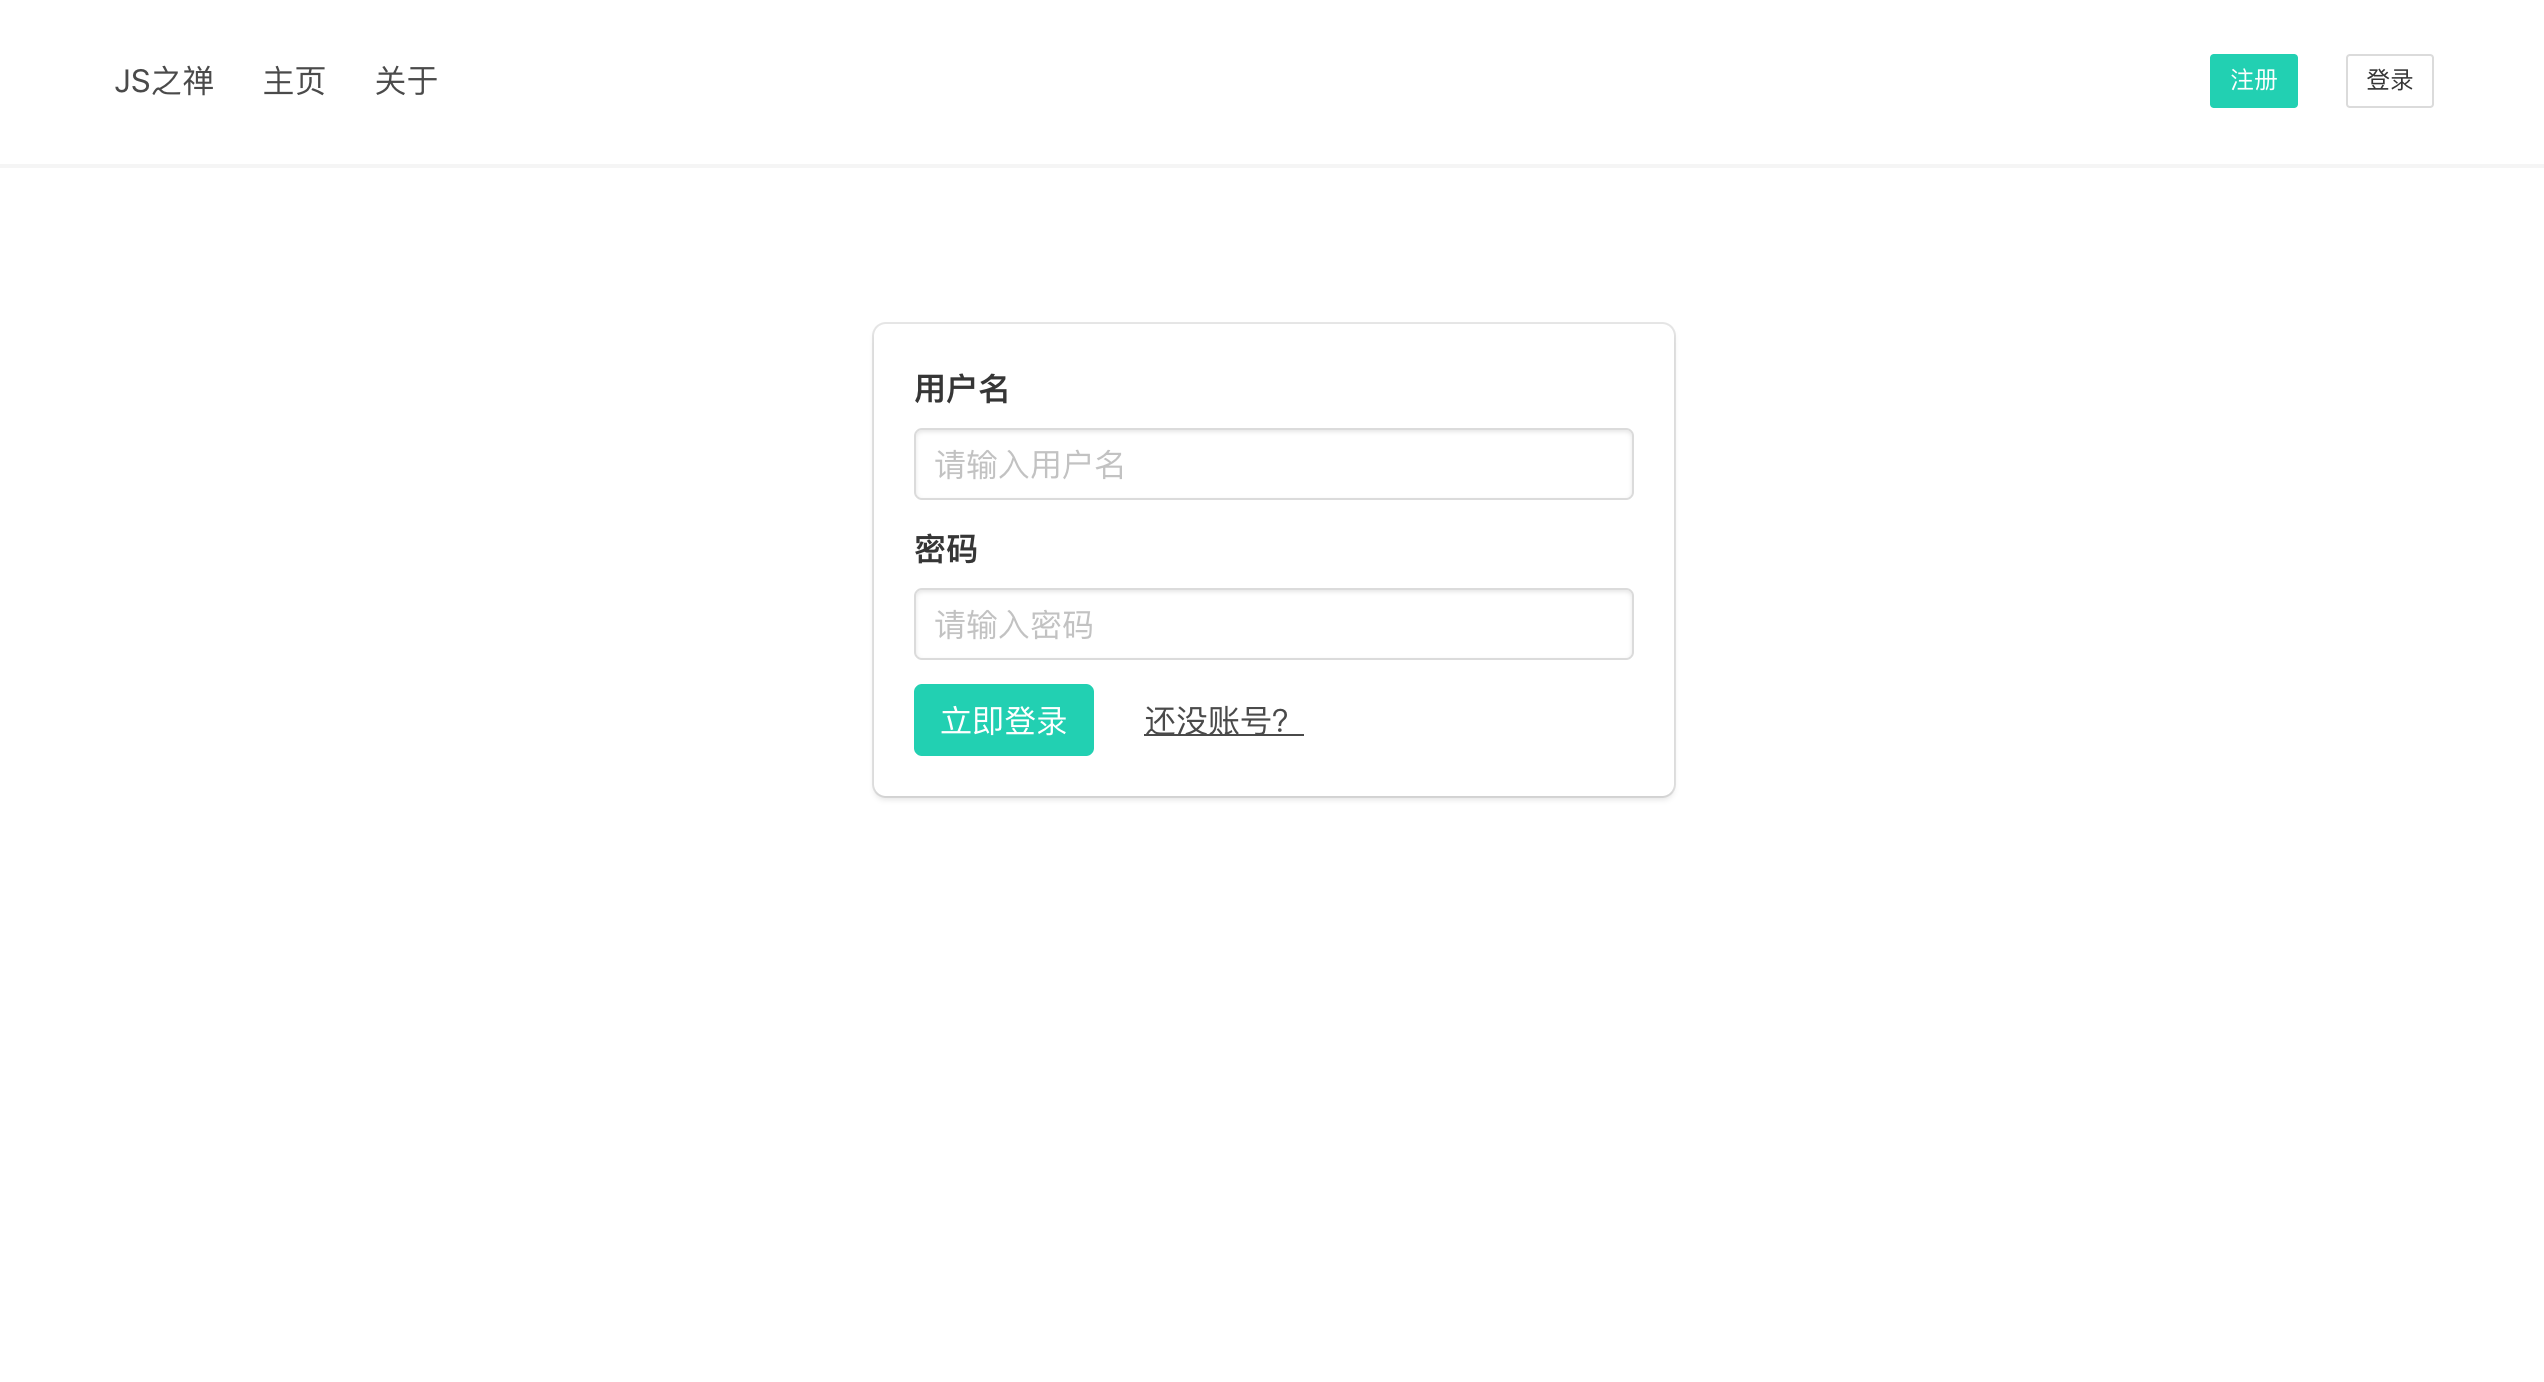 JS之禅 主页 关于 注册 登录
用户名
请输入用户名
密码
请输入密码
立即登录 还没账号？